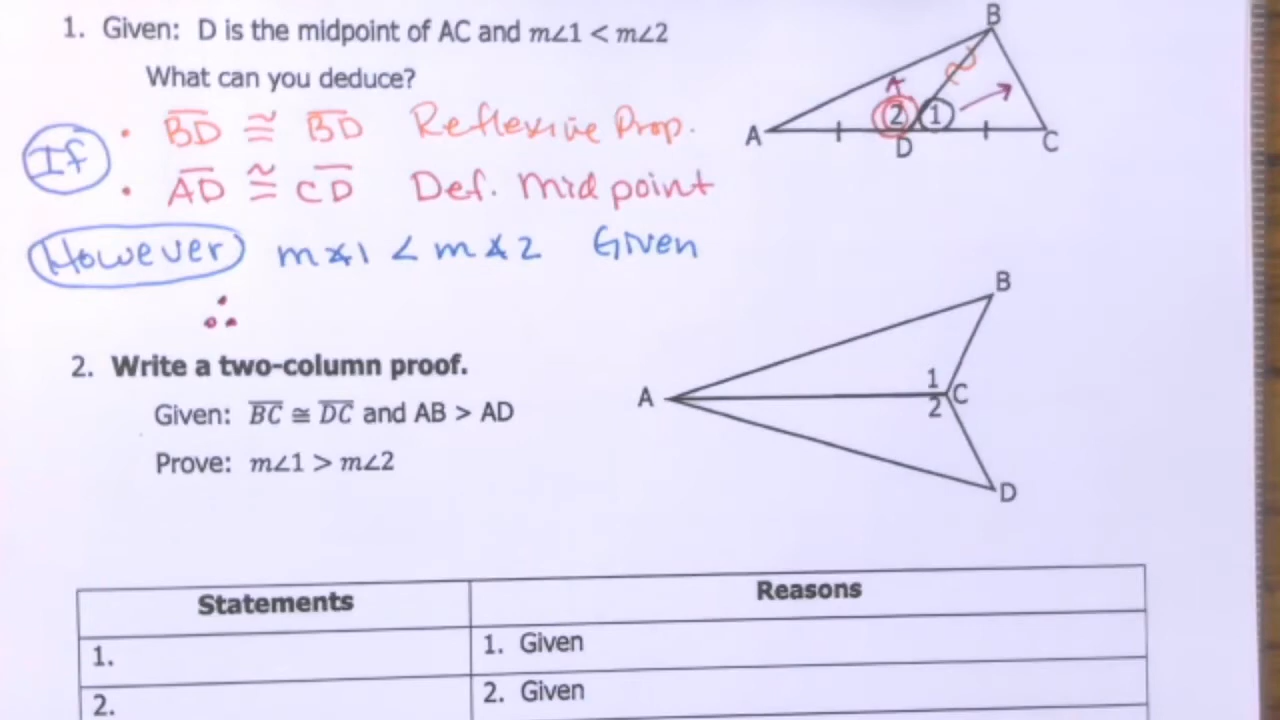 1. Given: D is the midpoint of AC and m∠1 < m∠2
What can you deduce?
If
• BD ≅ BD Reflexive Prop.
• AD ≅ CD Def. Midpoint
However m∡1 < m∡2 Given
∴
B
2 1
A D C
2. Write a two-column proof.
Given: BC ≅ DC and AB > AD
Prove: m∠1 > m∠2
B
1
A C
2
D
Statements Reasons
1. 1. Given
2. 2. Given